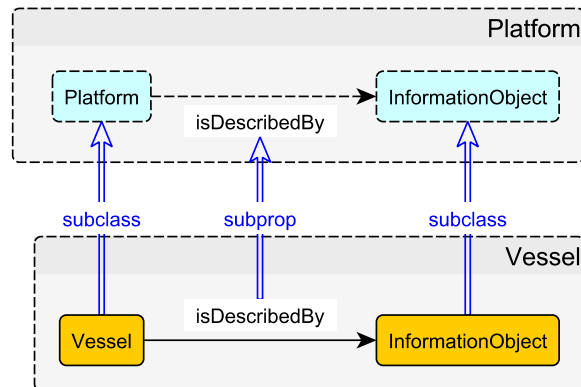 Platform
Platform
InformationObject
isDescribedBy
subclass
subprop
subclass
Vessel
isDescribedBy
Vessel
InformationObject